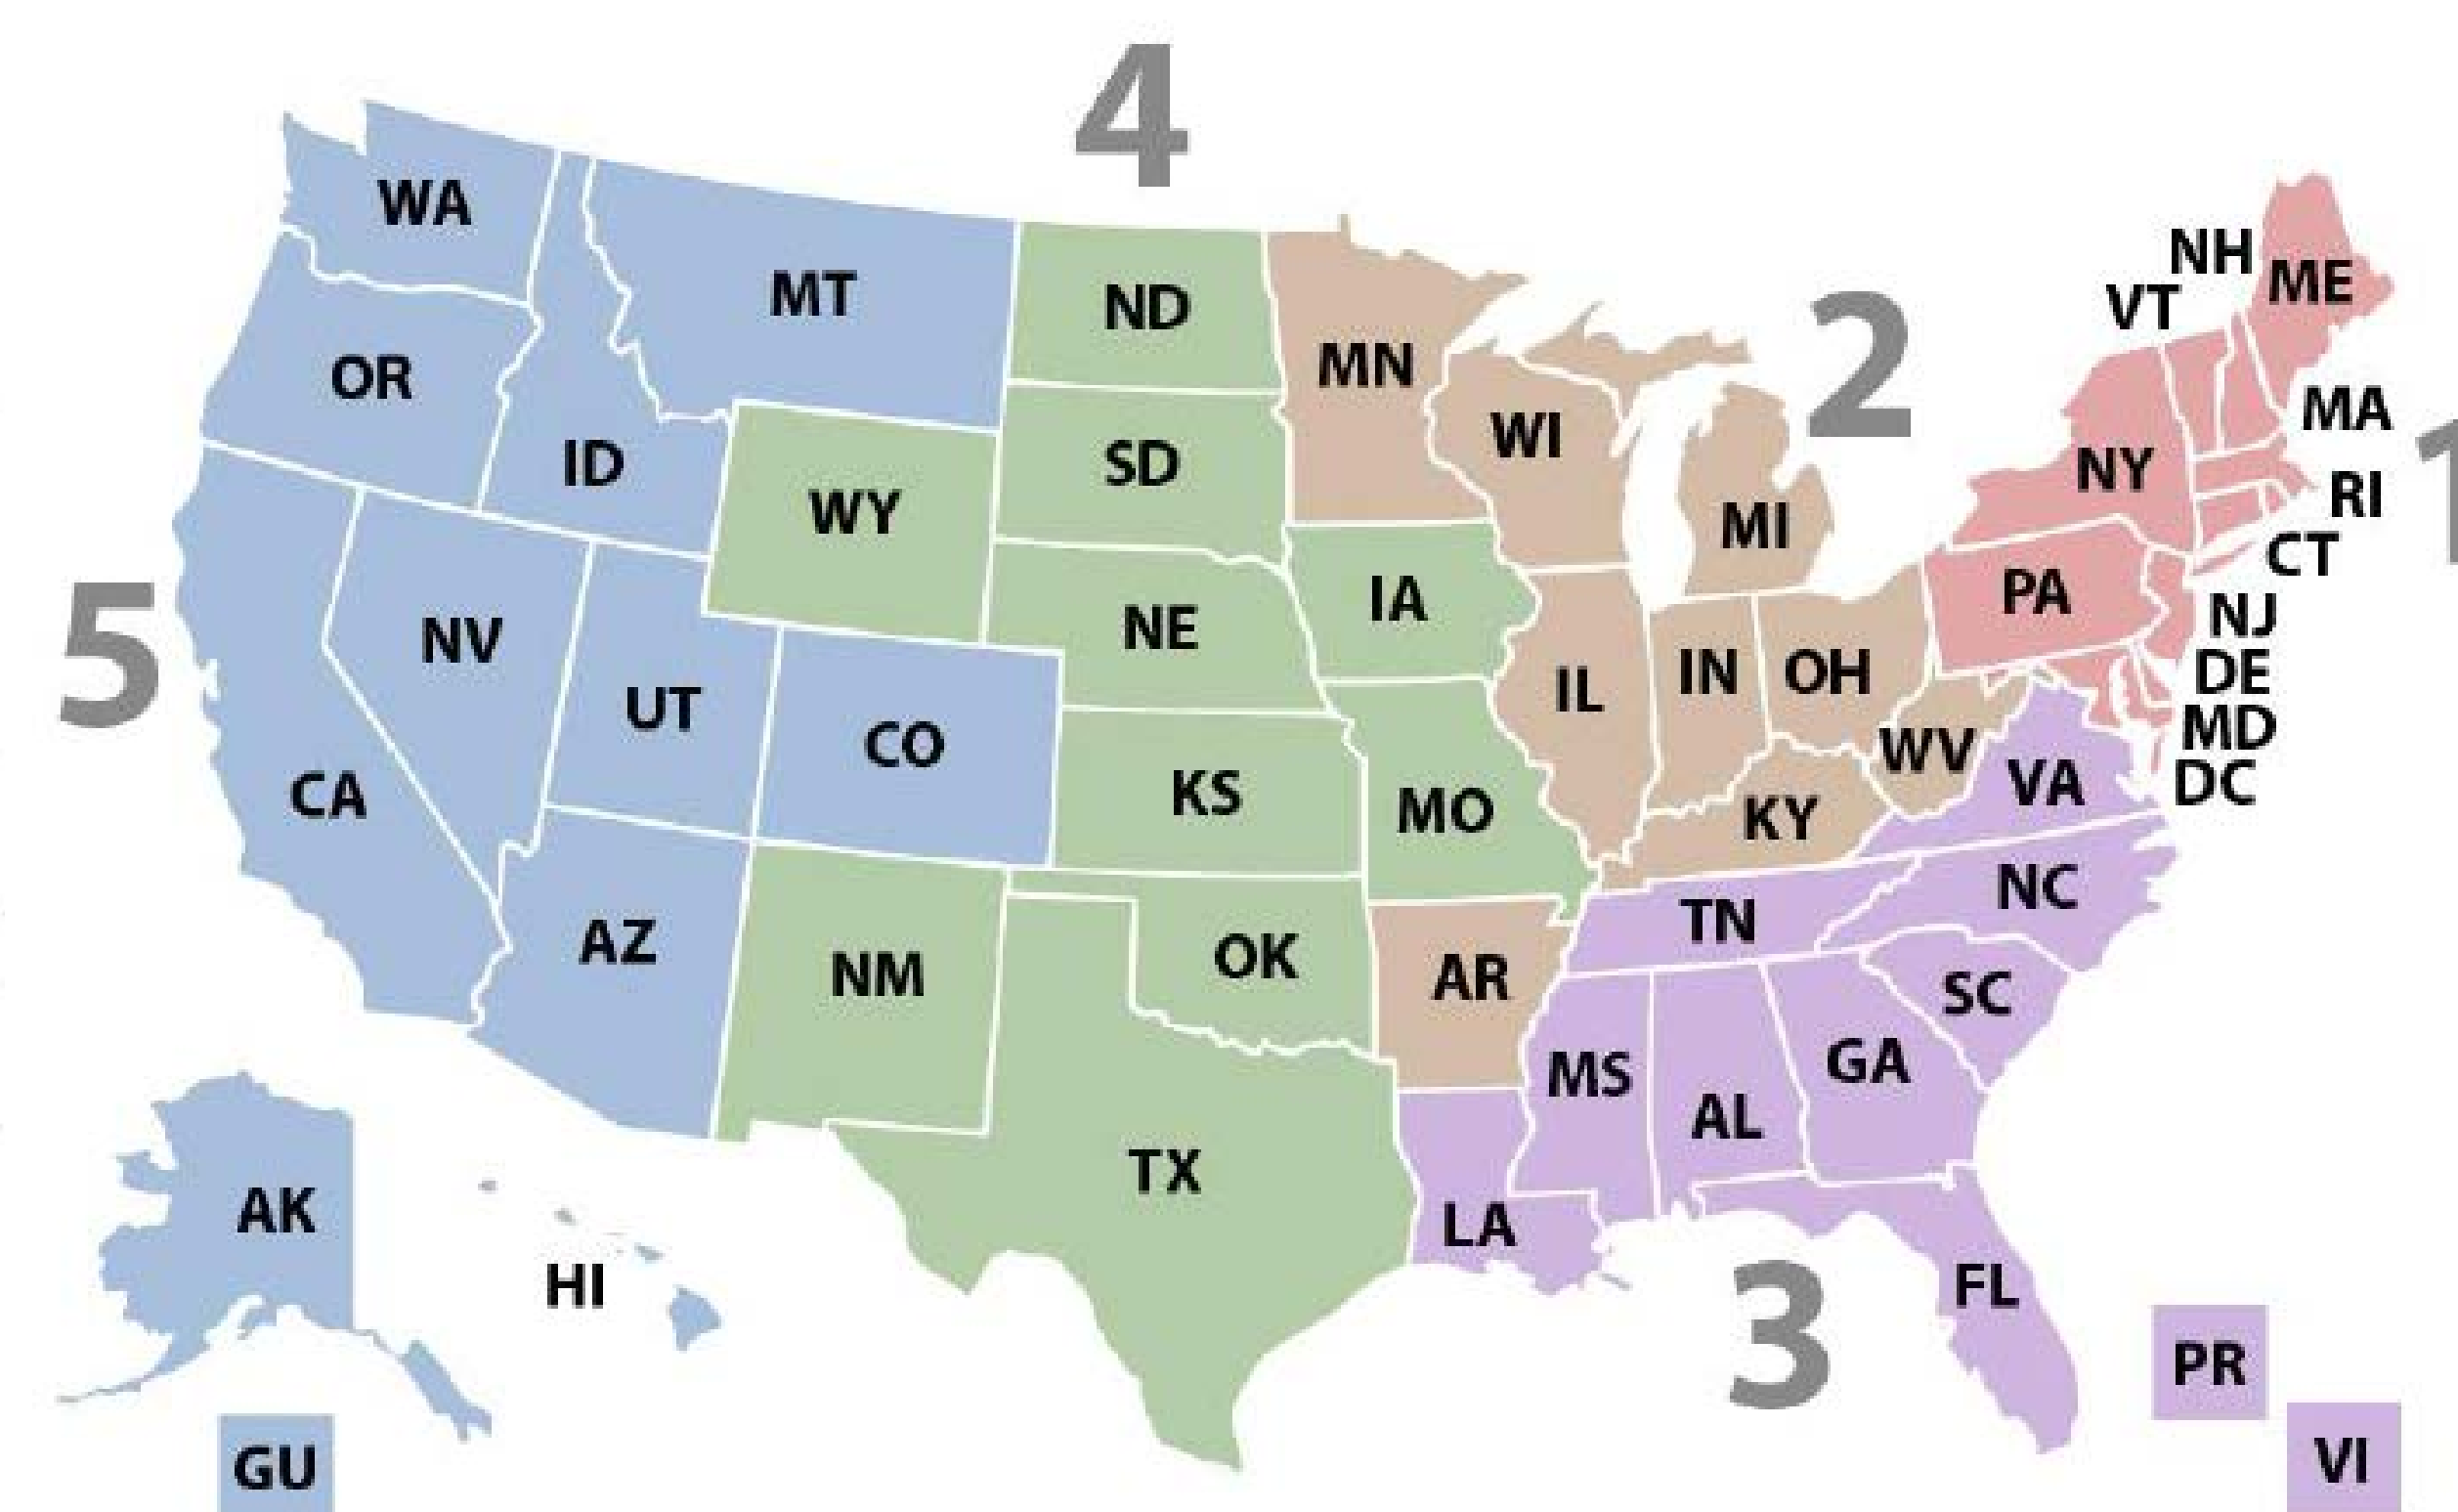 4
WA
NH
ME
MT
ND
VT
MN
2
OR
MA
WI
ID
SD
NY
1
WY
RI
MI
CT
IA
PA
5
NE
NJ
NV
IN
OH
DE
IL
UT
MD
CO
WV
VA
DC
CA
KS
MO
KY
NC
TN
AZ
OK
NM
AR
SC
GA
MS
AL
TX
AK
LA
HI
FL
3
PR
GU
VI